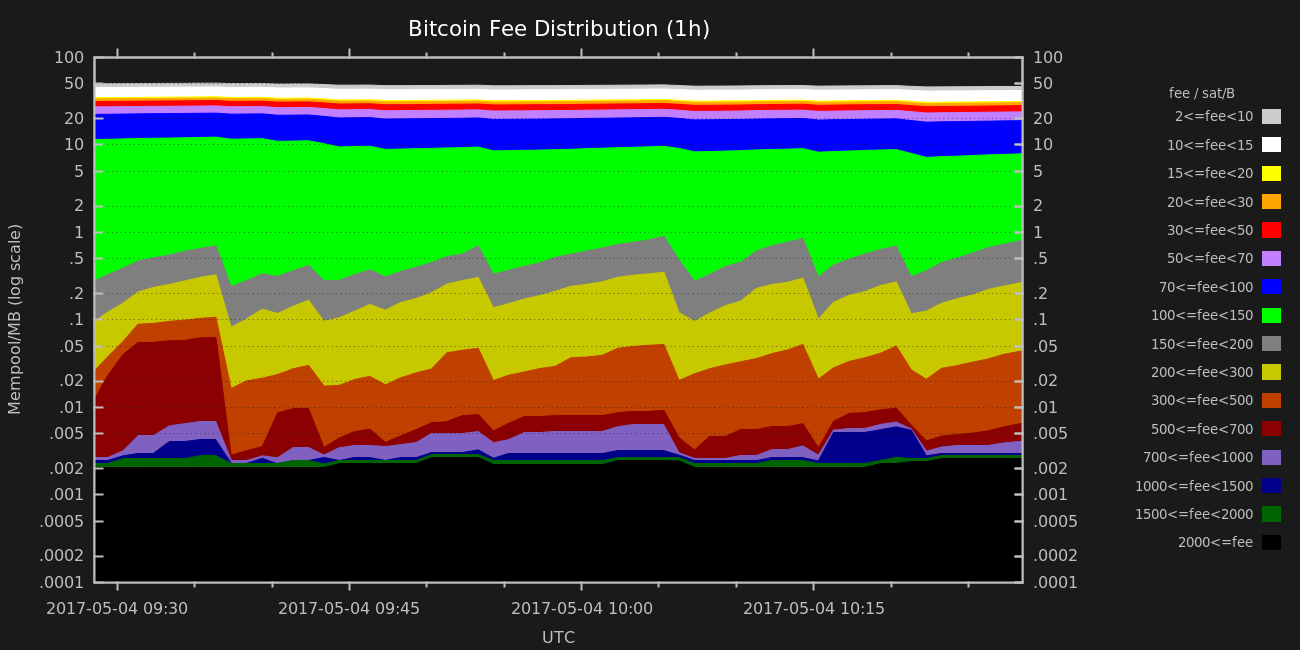 Bitcoin Fee Distribution (1h)
Mempool/MB (log scale)
100
50
20
10
5
2
1
.5
.2
.1
.05
.02
.01
.005
.002
.001
.0005
.0002
.0001
100
50
20
10
5
2
1
.5
.2
.1
.05
.02
.01
.005
.002
.001
.0005
.0002
.0001
2017-05-04 09:30 2017-05-04 09:45 2017-05-04 10:00 2017-05-04 10:15
UTC
fee / sat/B
2<=fee<10
10<=fee<15
15<=fee<20
20<=fee<30
30<=fee<50
50<=fee<70
70<=fee<100
100<=fee<150
150<=fee<200
200<=fee<300
300<=fee<500
500<=fee<700
700<=fee<1000
1000<=fee<1500
1500<=fee<2000
2000<=fee